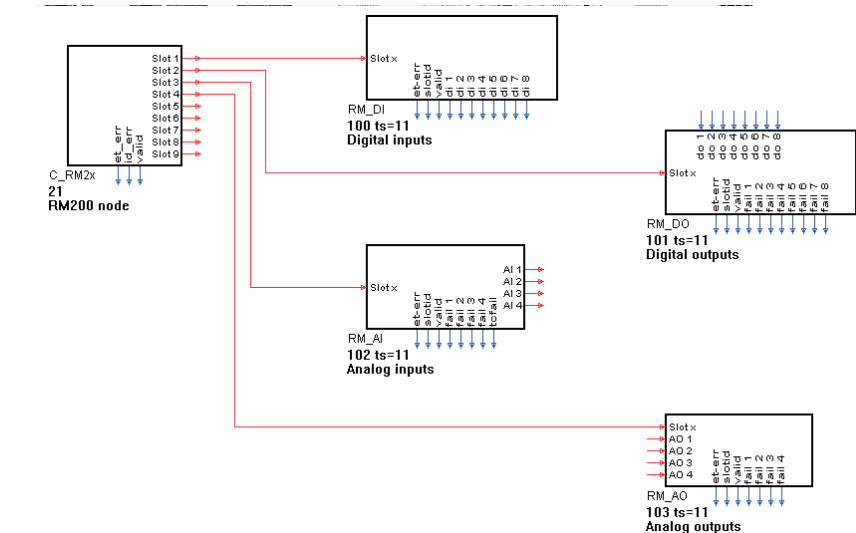 Slot 1
Slot 2
Slot 3
Slot 4
Slot 5
Slot 6
Slot 7
Slot 8
Slot 9
et_err
id_err
valid
C_RM2x
21
RM200 node
Slot x
et-err
slotid
valid
di 1
di 2
di 3
di 4
di 5
di 6
di 7
di 8
RM_DI
100 ts=11
Digital inputs
do 1
do 2
do 3
do 4
do 5
do 6
do 7
do 8
Slot x
et-err
slotid
valid
fail 1
fail 2
fail 3
fail 4
fail 5
fail 6
fail 7
fail 8
RM_DO
101 ts=11
Digital outputs
AI 1
AI 2
AI 3
AI 4
Slot x
et-err
slotid
valid
fail 1
fail 2
fail 3
fail 4
tcfail
RM_AI
102 ts=11
Analog inputs
Slot x
AO 1
AO 2
AO 3
AO 4
et-err
slotid
valid
fail 1
fail 2
fail 3
fail 4
RM_AO
103 ts=11
Analog outputs